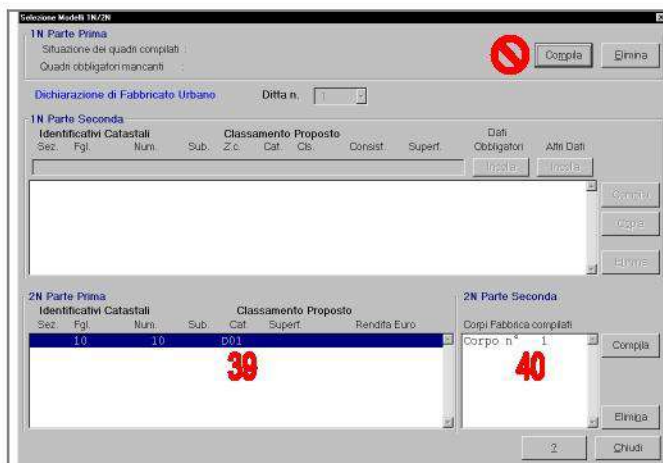 Selezione Modelli 1N/2N
1N Parte Prima
Situazione dei quadri compilati :
Quadri obbligatori mancanti :
Compila
Elimina
Dichiarazione di Fabbricato Urbano Ditta n. 1
1N Parte Seconda
Identificativi Catastali Classamento Proposto Dati
Sez. Fgl. Num. Sub. Z.c. Cat. Cls. Consist. Superf. Obbligatori Altri Dati
Incolla Incolla
Compila
Copia
Elimina
2N Parte Prima
Identificativi Catastali Classamento Proposto
Sez. Fgl. Num. Sub. Cat. Superf. Rendita Euro
10 10 D01
39
2N Parte Seconda
Corpi Fabbrica compilati
Corpo n° 1
40
Compila
Elimina
? Chiudi